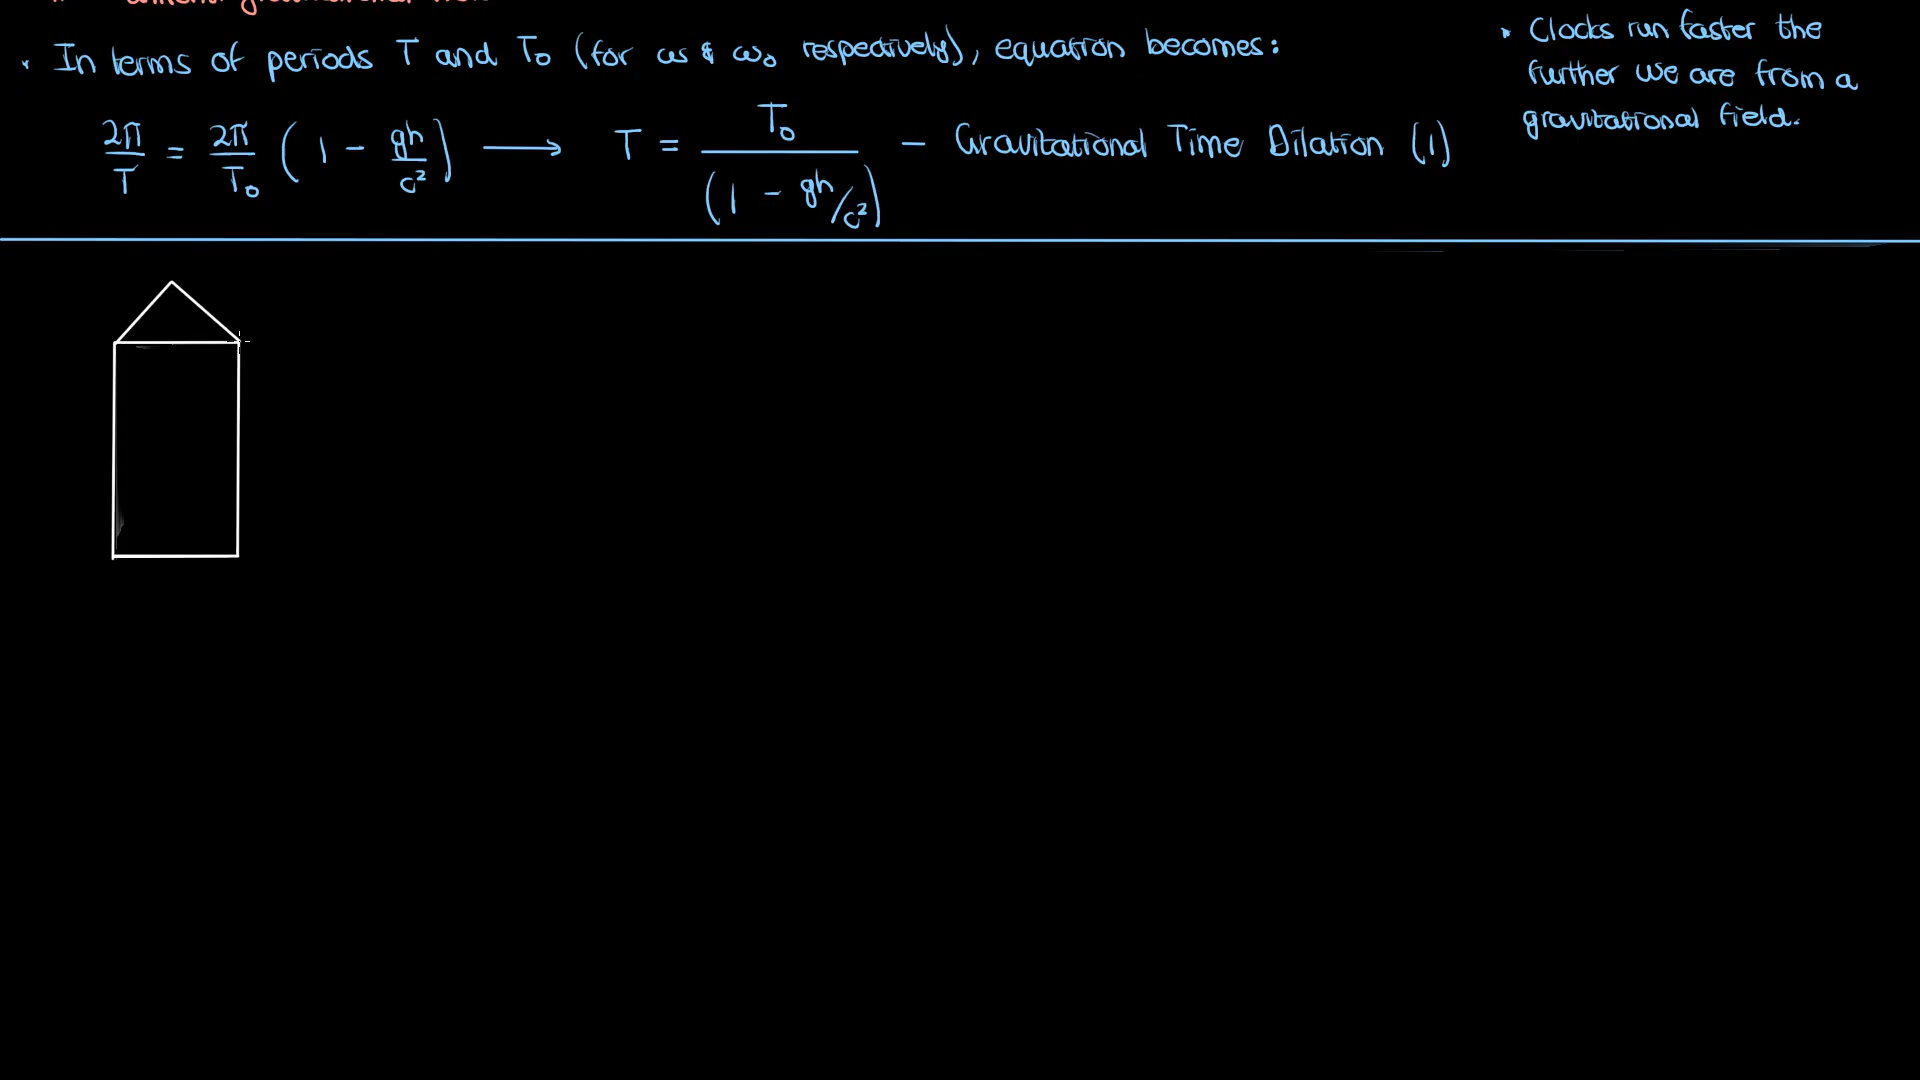 • In terms of periods T and T₀ (for ω & ω₀ respectively), equation becomes:
2π/T = 2π/T₀ (1 - gh/c²) ⟶ T = T₀/(1 - gh/c²) - Gravitational Time Dilation (1)
• Clocks run faster the
further we are from a
gravitational field.